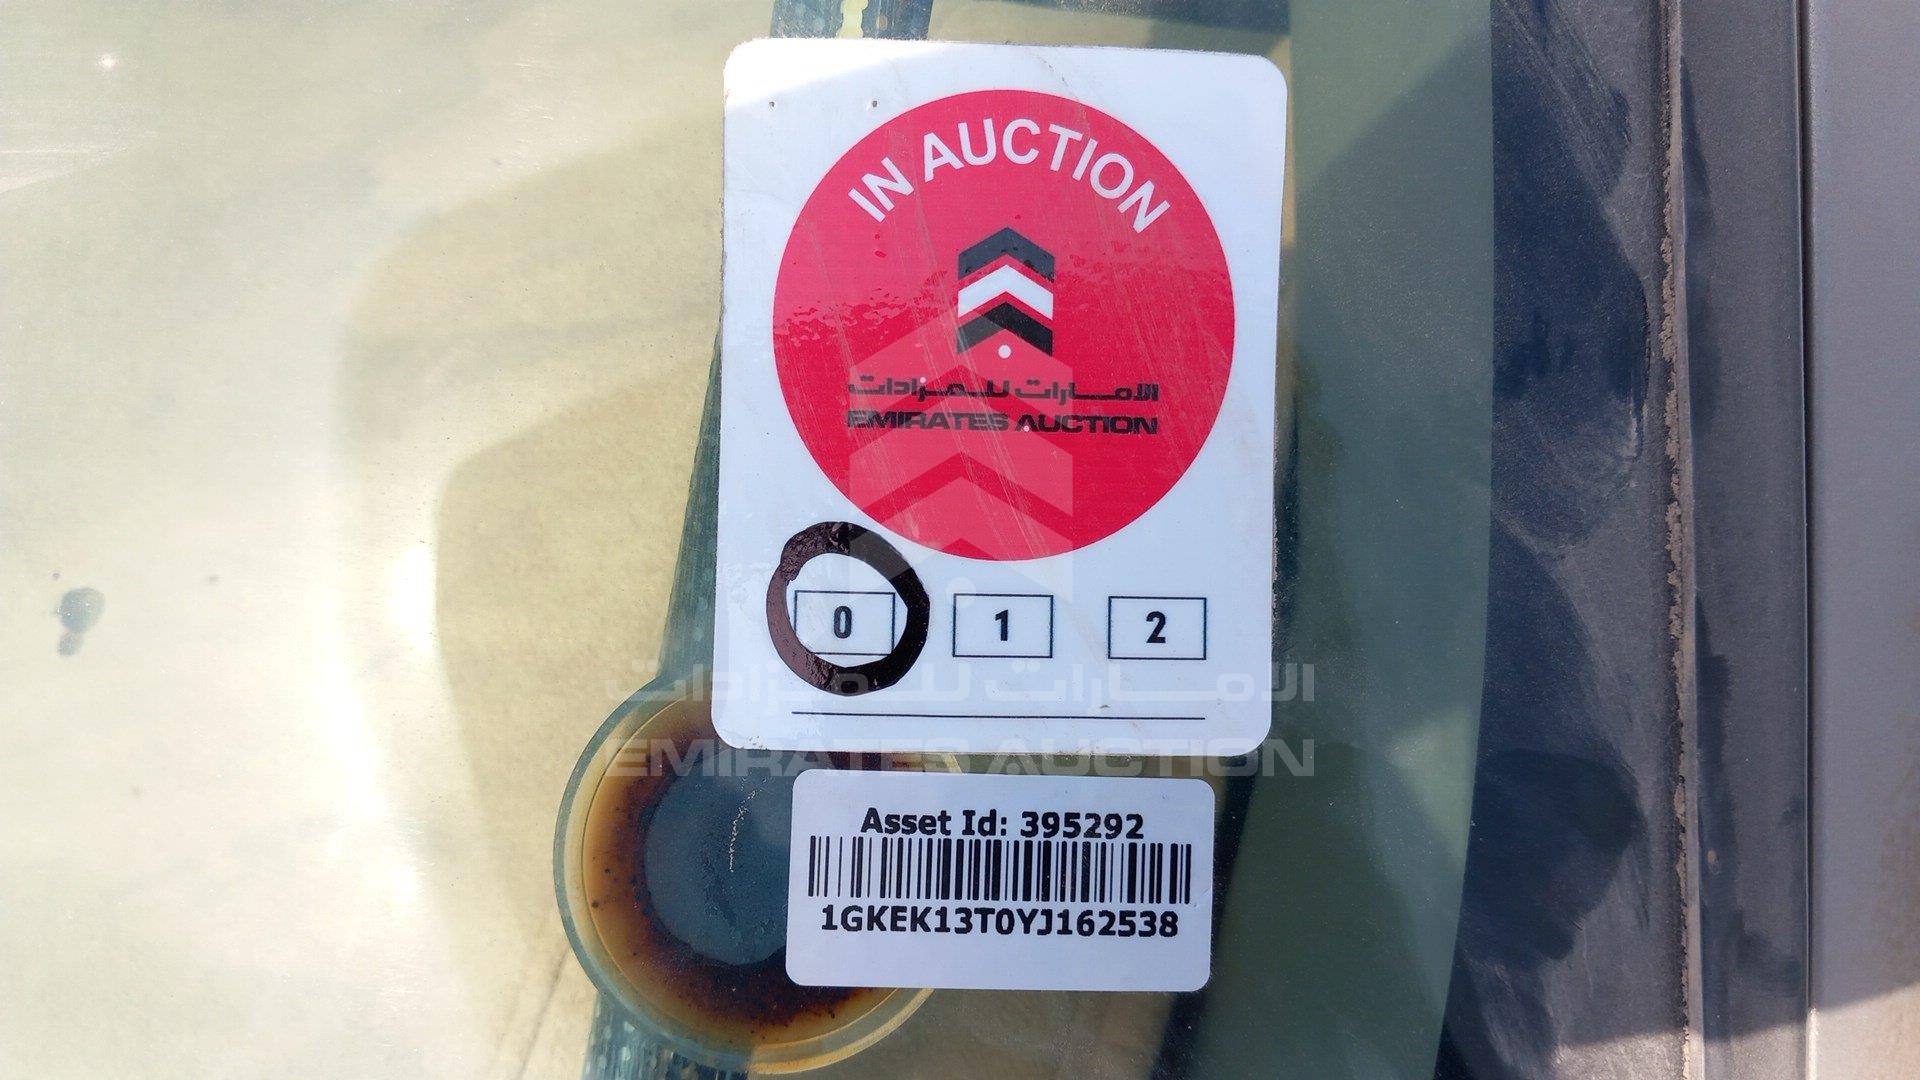 IN AUCTION
الامارات للمزادات
EMIRATES AUCTION
0 1 2
الامارات للمزادات
EMIRATES AUCTION
Asset Id: 395292
1GKEK13T0YJ162538